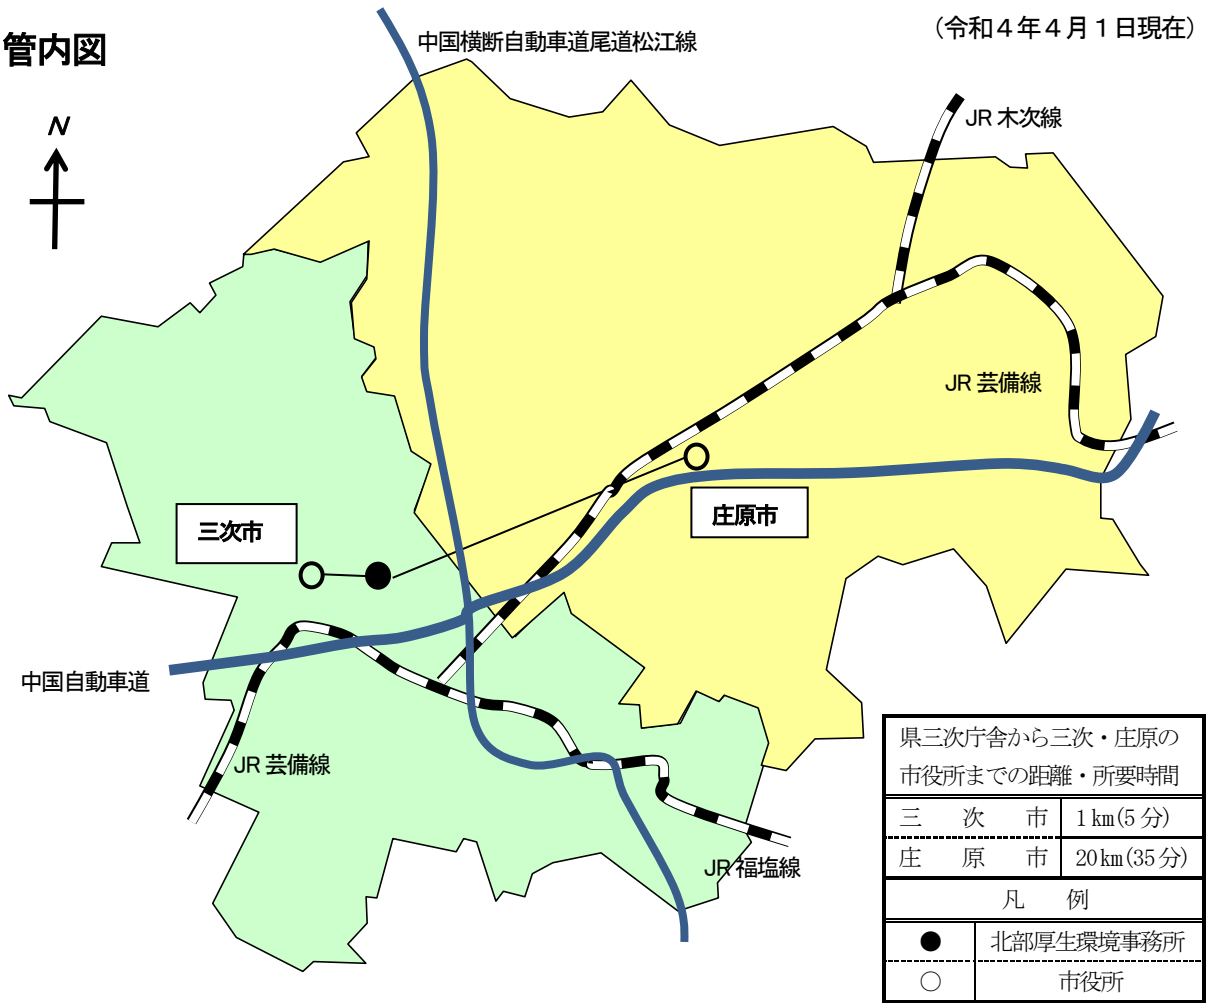 管内図
(令和４年４月１日現在)
中国横断自動車道尾道松江線
N
JR 木次線
JR 芸備線
庄原市
三次市
中国自動車道
JR 芸備線
JR 福塩線
県三次庁舎から三次・庄原の
市役所までの距離・所要時間
三　次　市　1 km(5 分)
庄　原　市　20 km(35 分)
凡　例
●　北部厚生環境事務所
○　市役所